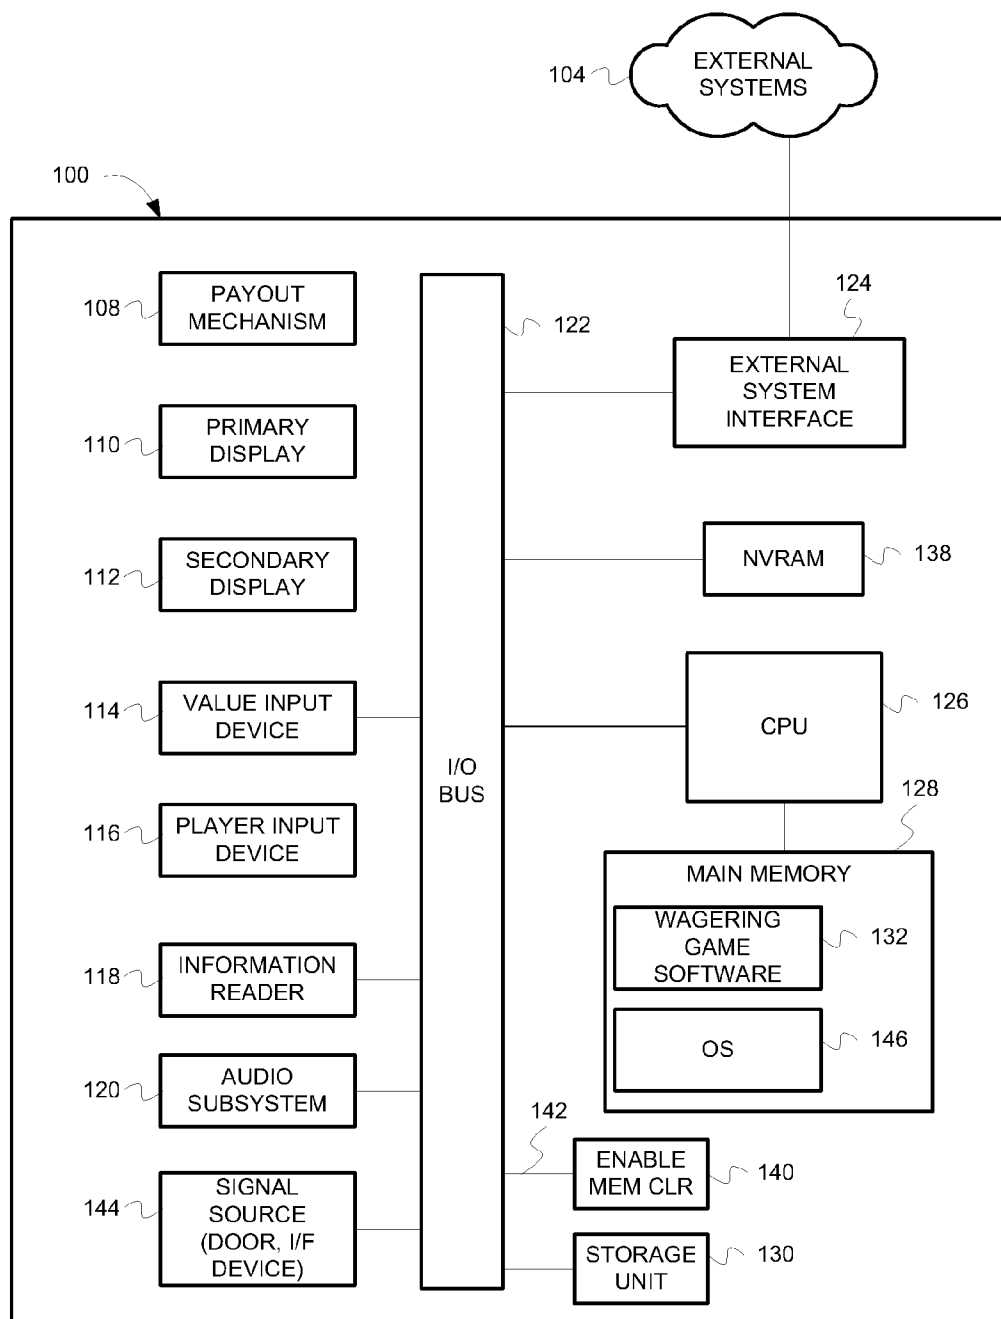 EXTERNAL
SYSTEMS
104
100
108
PAYOUT
MECHANISM
122
124
EXTERNAL
SYSTEM
INTERFACE
110
PRIMARY
DISPLAY
112
SECONDARY
DISPLAY
NVRAM
138
114
VALUE INPUT
DEVICE
I/O
BUS
CPU
126
116
PLAYER INPUT
DEVICE
128
MAIN MEMORY
WAGERING
GAME
SOFTWARE
132
118
INFORMATION
READER
OS
146
120
AUDIO
SUBSYSTEM
142
ENABLE
MEM CLR
140
144
SIGNAL
SOURCE
(DOOR, I/F
DEVICE)
STORAGE
UNIT
130